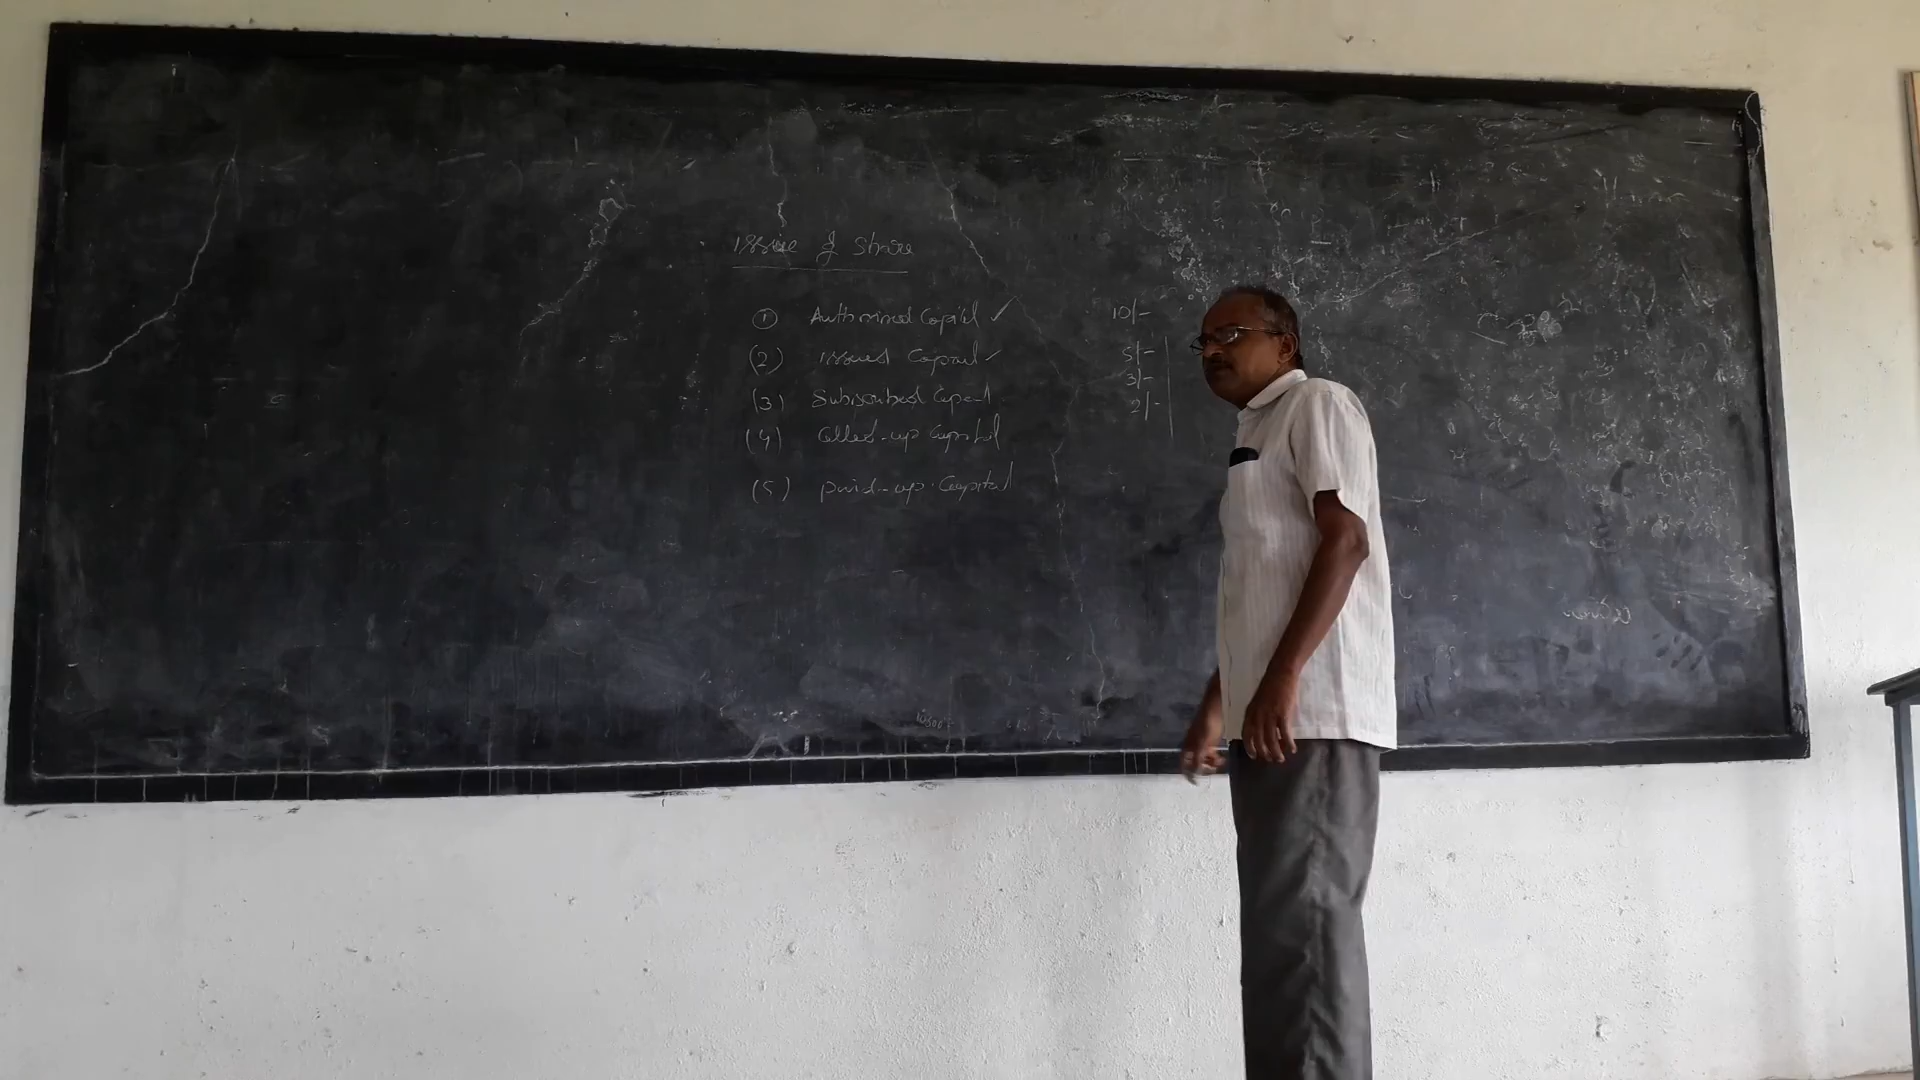 Issue of Share
① Authorised Capital ✓ 10/-
(2) Issued Capital ✓ 5/-
3/-
(3) Subscribed Capital 2/-
(4) Called-up Capital
(5) paid-up Capital